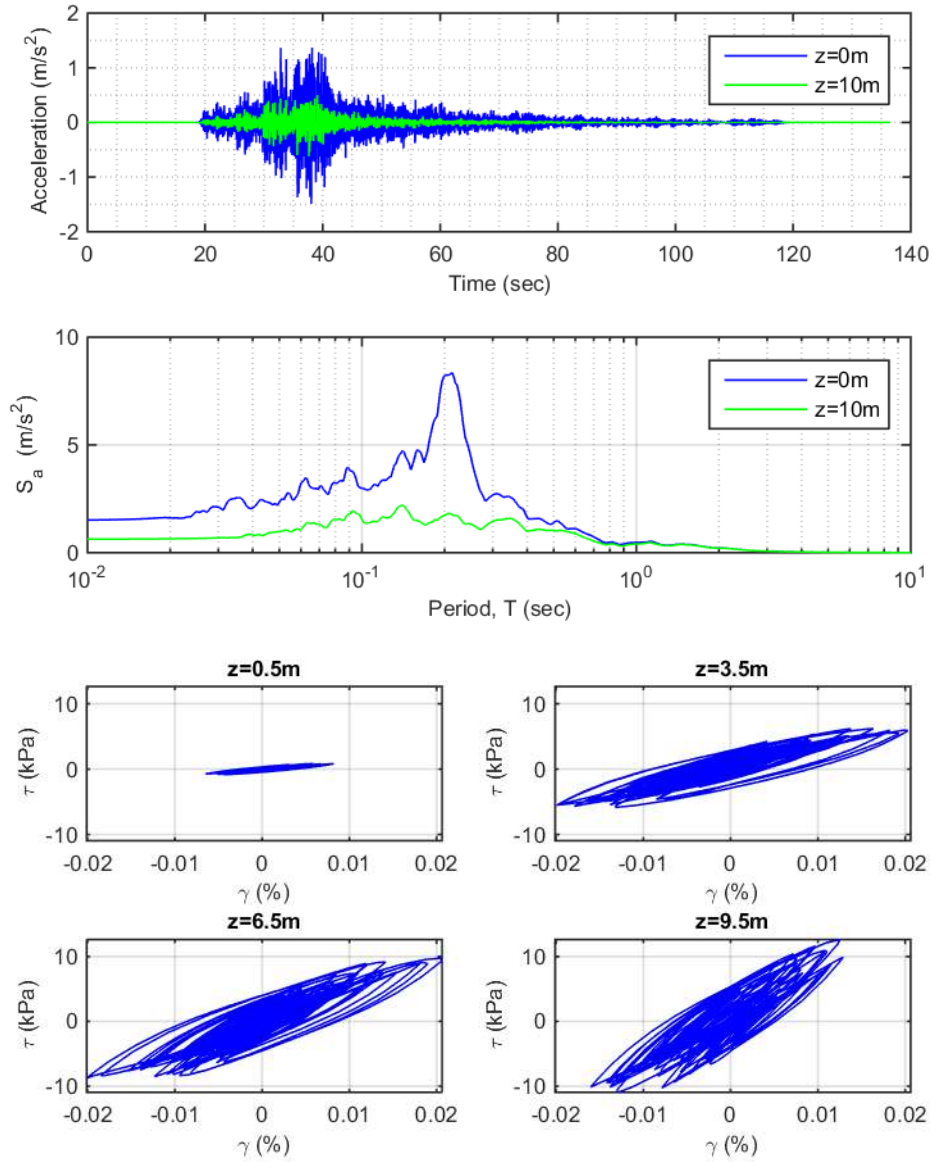 2
1
0
-1
-2
Acceleration (m/s²)
z=0m
z=10m
0 20 40 60 80 100 120 140
Time (sec)
10
5
0
S_a (m/s²)
z=0m
z=10m
10⁻² 10⁻¹ 10⁰ 10¹
Period, T (sec)
z=0.5m
10
0
-10
τ (kPa)
-0.02 -0.01 0 0.01 0.02
γ (%)
z=3.5m
10
0
-10
τ (kPa)
-0.02 -0.01 0 0.01 0.02
γ (%)
z=6.5m
10
0
-10
τ (kPa)
-0.02 -0.01 0 0.01 0.02
γ (%)
z=9.5m
10
0
-10
τ (kPa)
-0.02 -0.01 0 0.01 0.02
γ (%)